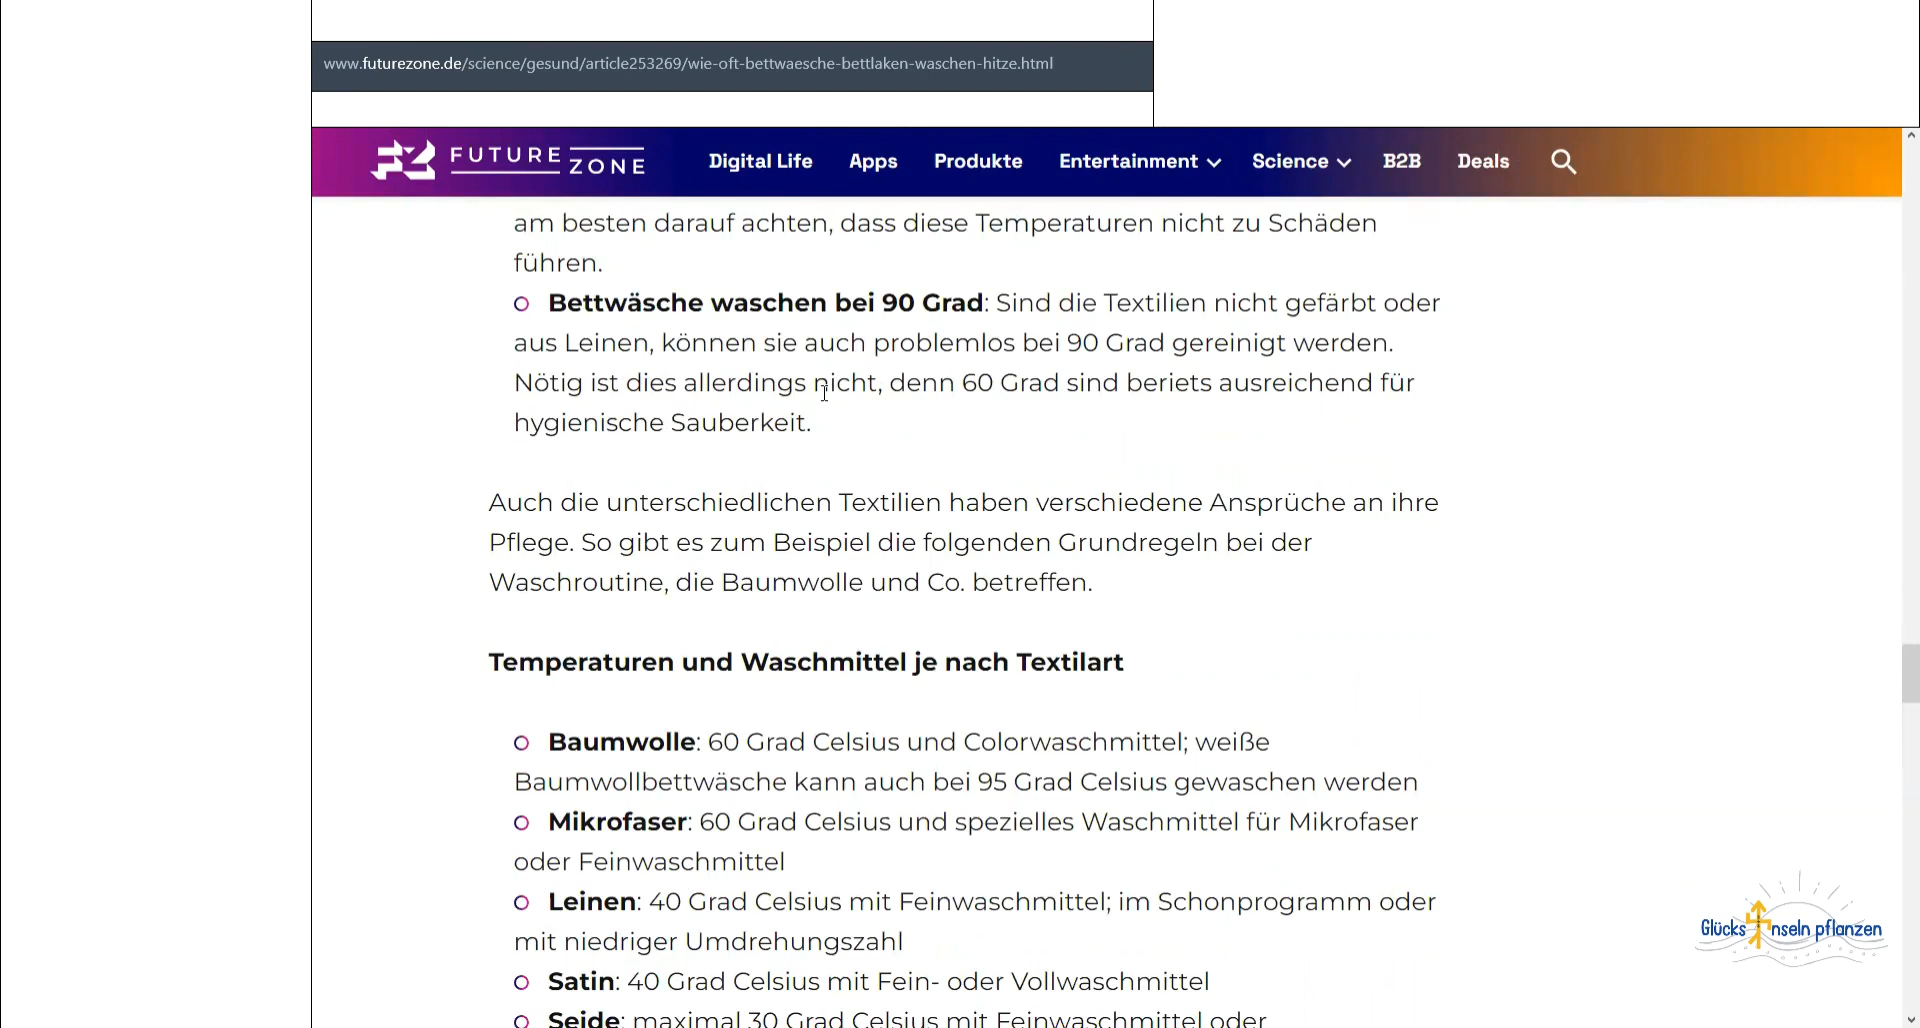 www.futurezone.de/science/gesund/article253269/wie-oft-bettwaesche-bettlaken-waschen-hitze.html
FUTURE ZONE
Digital Life Apps Produkte Entertainment Science B2B Deals
am besten darauf achten, dass diese Temperaturen nicht zu Schäden
führen.
Bettwäsche waschen bei 90 Grad: Sind die Textilien nicht gefärbt oder
aus Leinen, können sie auch problemlos bei 90 Grad gereinigt werden.
Nötig ist dies allerdings nicht, denn 60 Grad sind beriets ausreichend für
hygienische Sauberkeit.
Auch die unterschiedlichen Textilien haben verschiedene Ansprüche an ihre
Pflege. So gibt es zum Beispiel die folgenden Grundregeln bei der
Waschroutine, die Baumwolle und Co. betreffen.
Temperaturen und Waschmittel je nach Textilart
Baumwolle: 60 Grad Celsius und Colorwaschmittel; weiße
Baumwollbettwäsche kann auch bei 95 Grad Celsius gewaschen werden
Mikrofaser: 60 Grad Celsius und spezielles Waschmittel für Mikrofaser
oder Feinwaschmittel
Leinen: 40 Grad Celsius mit Feinwaschmittel; im Schonprogramm oder
mit niedriger Umdrehungszahl
Satin: 40 Grad Celsius mit Fein- oder Vollwaschmittel
Seide: maximal 30 Grad Celsius mit Feinwaschmittel oder
Glücks Inseln pflanzen